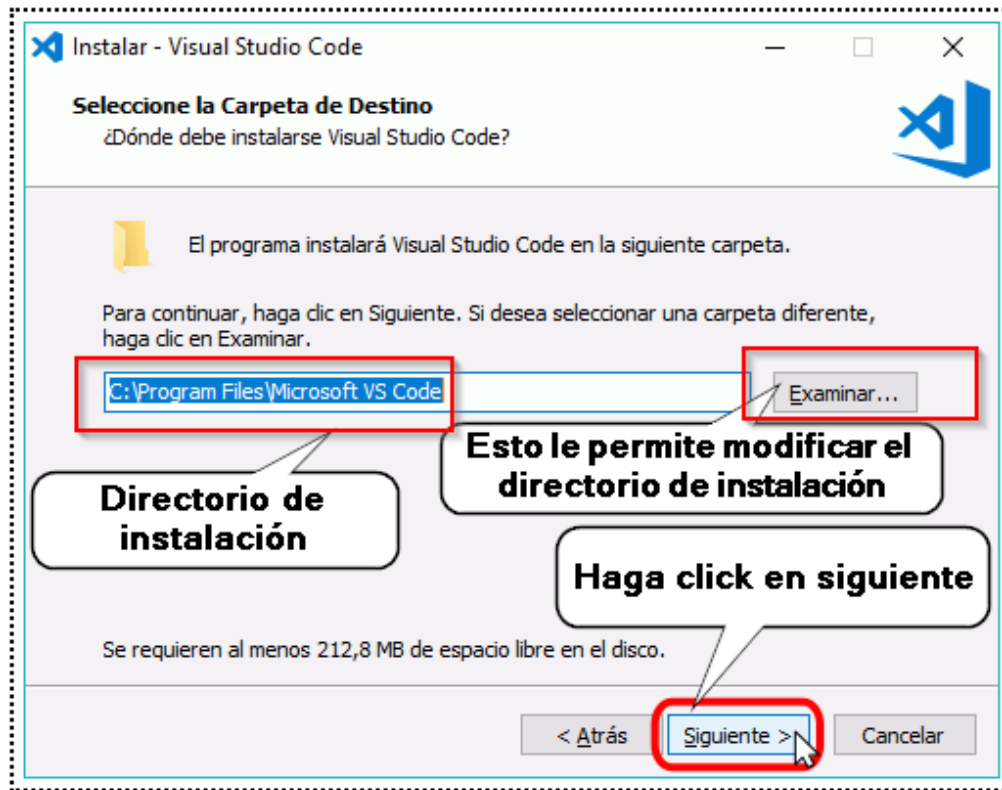 Instalar - Visual Studio Code
Seleccione la Carpeta de Destino
¿Dónde debe instalarse Visual Studio Code?
El programa instalará Visual Studio Code en la siguiente carpeta.
Para continuar, haga clic en Siguiente. Si desea seleccionar una carpeta diferente,
haga clic en Examinar.
C:\Program Files\Microsoft VS Code
Examinar...
Esto le permite modificar el
directorio de instalación
Directorio de
instalación
Haga click en siguiente
Se requieren al menos 212,8 MB de espacio libre en el disco.
< Atrás
Siguiente >
Cancelar